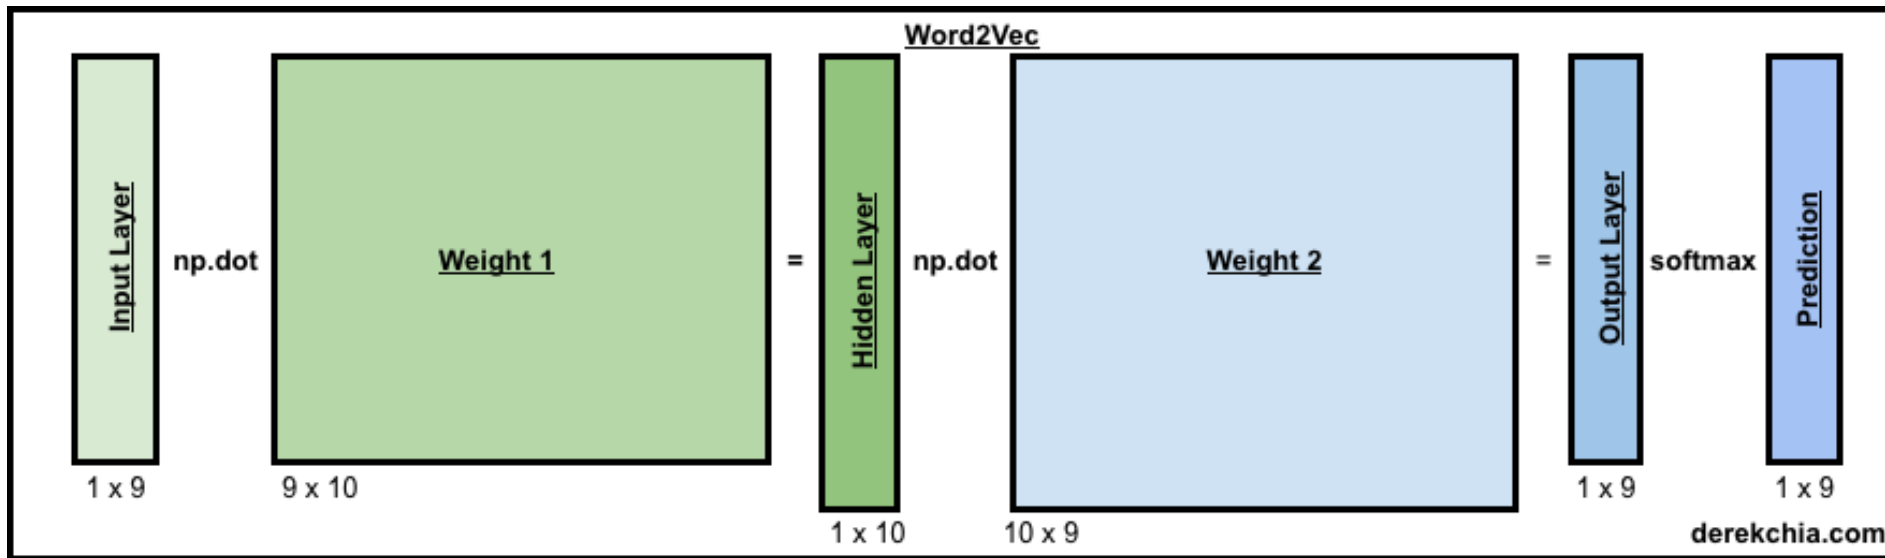 Word2Vec
Input Layer
np.dot
Weight 1
=
Hidden Layer
np.dot
Weight 2
=
Output Layer
softmax
Prediction
1 x 9
9 x 10
1 x 10
10 x 9
1 x 9
1 x 9
derekchia.com